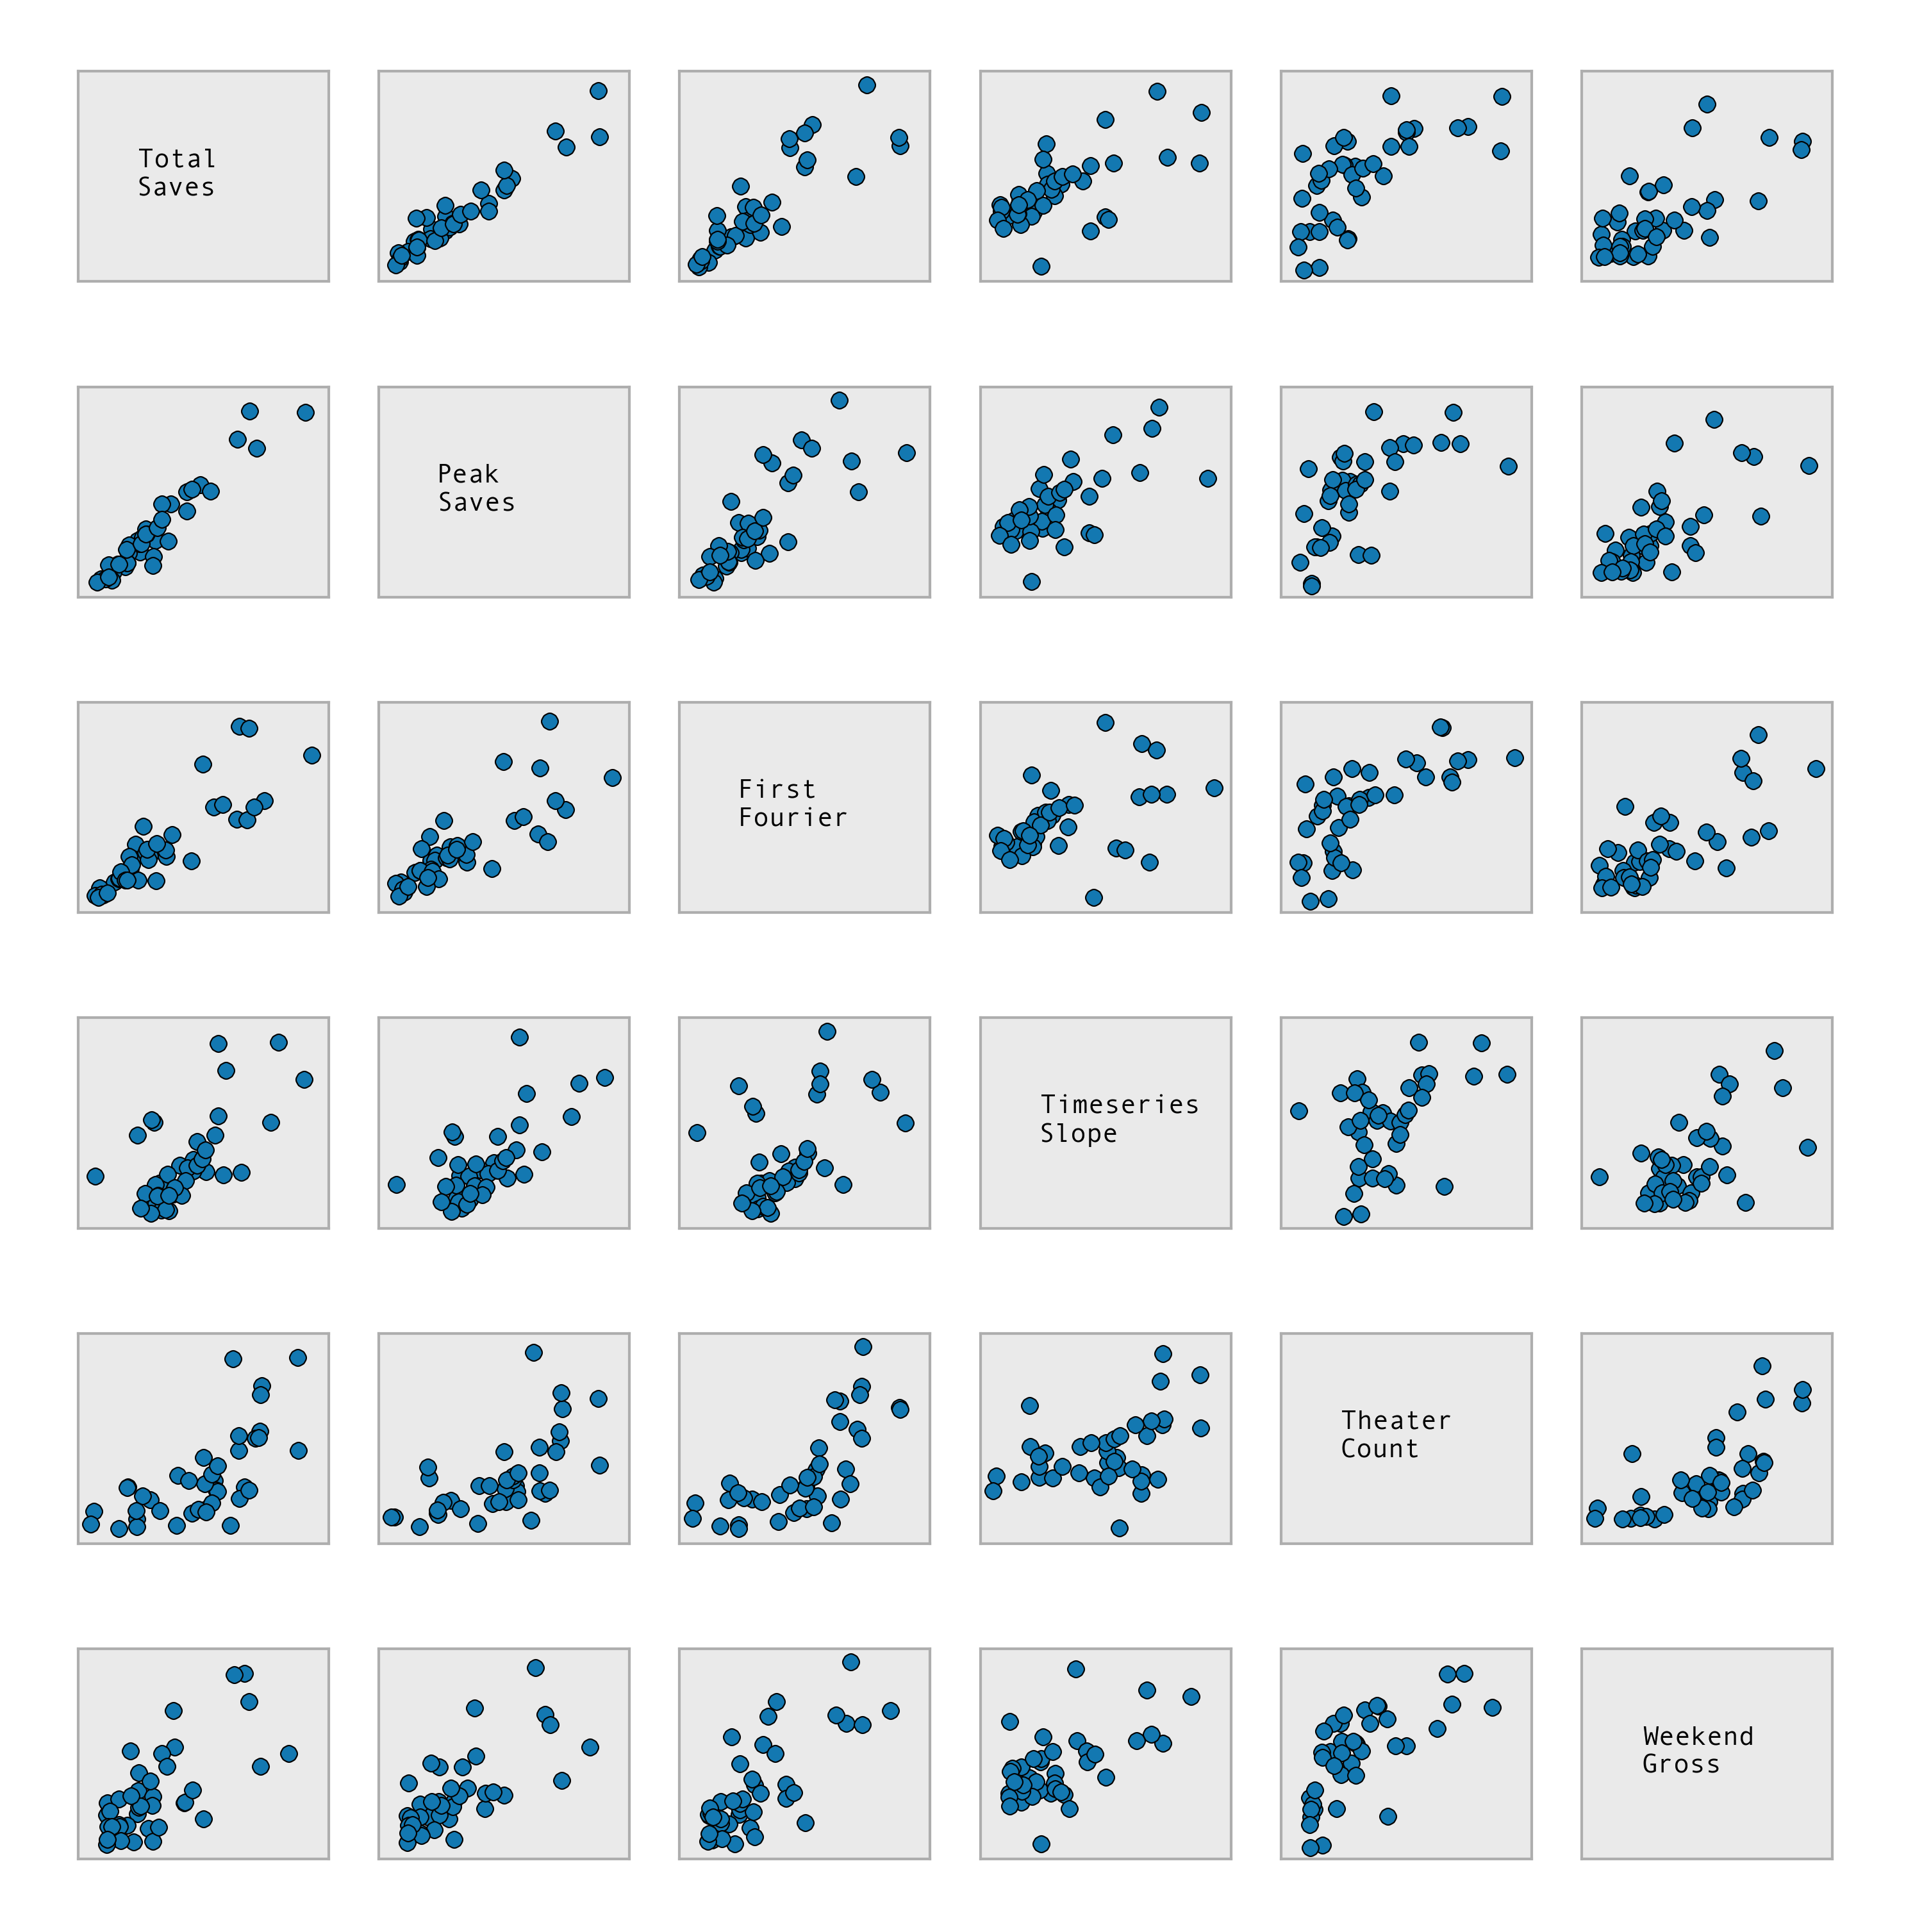 Total
Saves
Peak
Saves
First
Fourier
Timeseries
Slope
Theater
Count
Weekend
Gross